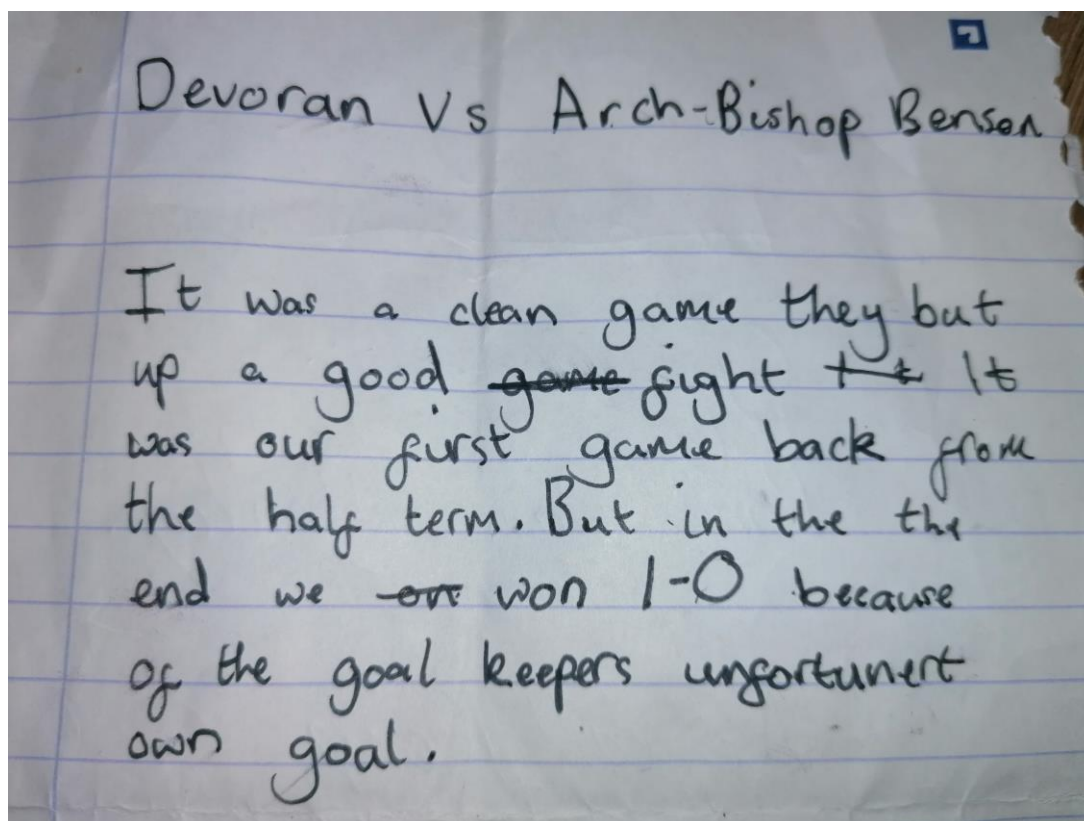 Devoran Vs Arch-Bishop Benson
It was a clean game they but
up a good game fight It It
was our first game back from
the half term. But in the the
end we on won 1-0 because
of the goal keepers unfortunert
own goal.